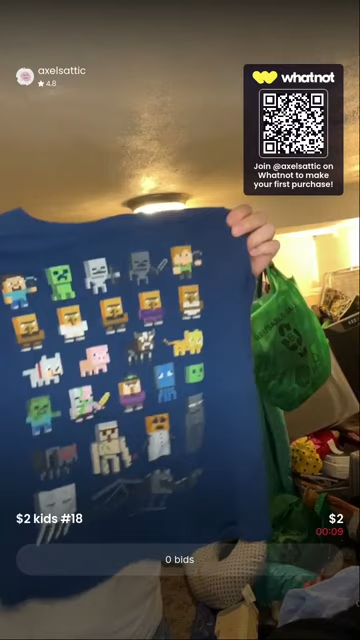 axelsattic
★ 4.8
whatnot
Join @axelsattic on
Whatnot to make
your first purchase!
$2 kids #18
$2
00:09
0 bids